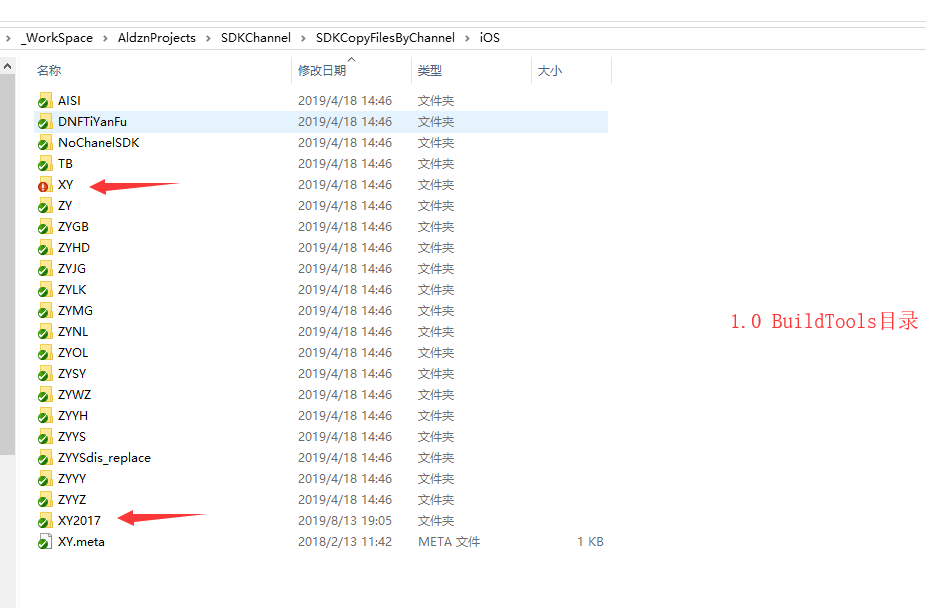 _WorkSpace > AldznProjects > SDKChannel > SDKCopyFilesByChannel > iOS
名称 修改日期 类型 大小
AISI 2019/4/18 14:46 文件夹
DNFTiYanFu 2019/4/18 14:46 文件夹
NoChanelSDK 2019/4/18 14:46 文件夹
TB 2019/4/18 14:46 文件夹
XY 2019/4/18 14:46 文件夹
ZY 2019/4/18 14:46 文件夹
ZYGB 2019/4/18 14:46 文件夹
ZYHD 2019/4/18 14:46 文件夹
ZYJG 2019/4/18 14:46 文件夹
ZYLK 2019/4/18 14:46 文件夹
ZYMG 2019/4/18 14:46 文件夹
1.0 BuildTools目录
ZYNL 2019/4/18 14:46 文件夹
ZYOL 2019/4/18 14:46 文件夹
ZYSY 2019/4/18 14:46 文件夹
ZYWZ 2019/4/18 14:46 文件夹
ZYYH 2019/4/18 14:46 文件夹
ZYYS 2019/4/18 14:46 文件夹
ZYYSdis_replace 2019/4/18 14:46 文件夹
ZYYY 2019/4/18 14:46 文件夹
ZYYZ 2019/4/18 14:46 文件夹
XY2017 2019/8/13 19:05 文件夹
XY.meta 2018/2/13 11:42 META 文件 1 KB